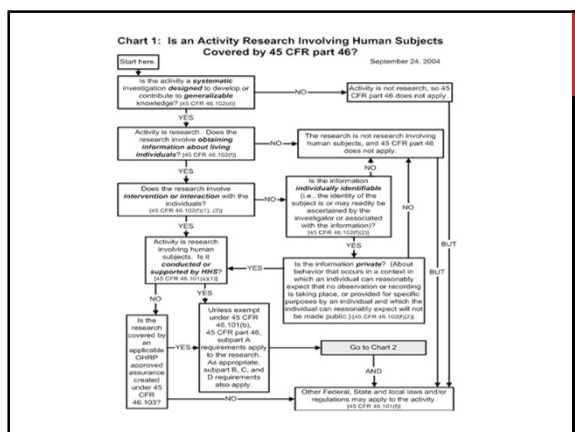 Chart 1: Is an Activity Research Involving Human Subjects
Covered by 45 CFR part 46?
Start here.
September 24, 2004
Is the activity a systematic
investigation designed to develop or
contribute to generalizable
knowledge? [45 CFR 46.102(d)]
NO
Activity is not research, so 45
CFR part 46 does not apply.
YES
Activity is research. Does the
research involve obtaining
information about living
individuals? [45 CFR 46.102(f)]
NO
The research is not research involving
human subjects, and 45 CFR part 46
does not apply.
YES
NO
Does the research involve
intervention or interaction with the
individuals?
[45 CFR 46.102(f)(1), (2)]
NO
Is the information
individually identifiable
(i.e., the identity of the
subject is or may readily be
ascertained by the
investigator or associated
with the information)?
[45 CFR 46.102(f)(2)]
NO
YES
YES
BUT
BUT
Activity is research
involving human
subjects. Is it
conducted or
supported by HHS?
[45 CFR 46.101(a)(1)]
YES
Is the information private? (About
behavior that occurs in a context in
which an individual can reasonably
expect that no observation or recording
is taking place, or provided for specific
purposes by an individual and which the
individual can reasonably expect will not
be made public.) [45 CFR 46.102(f)(2)]
NO
YES
Is the
research
covered by
an
applicable
OHRP
approved
assurance
created
under 45
CFR
46.103?
YES
Unless exempt
under 45 CFR
46.101(b),
45 CFR part 46,
subpart A
requirements apply
to the research.
As appropriate,
subpart B, C, and
D requirements
also apply.
Go to Chart 2
AND
NO
Other Federal, State and local laws and/or
regulations may apply to the activity.
[45 CFR 46.101(f)]